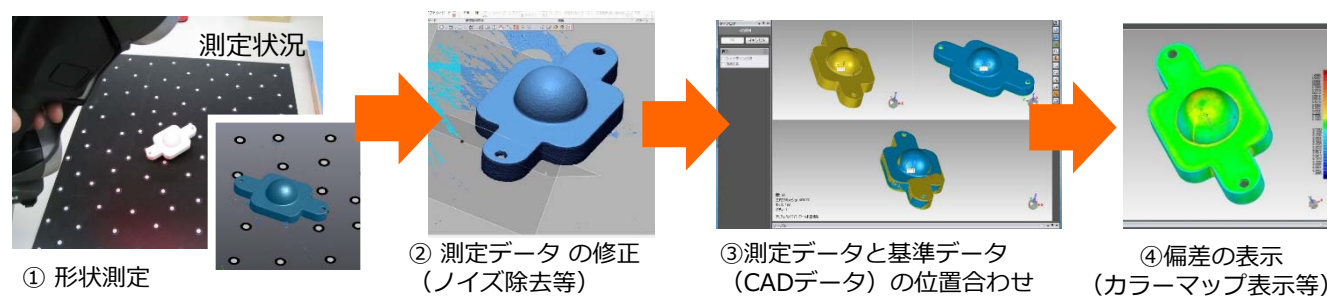 測定状況
① 形状測定
② 測定データ の修正
（ノイズ除去等）
③測定データと基準データ
（CADデータ）の位置合わせ
④偏差の表示
（カラーマップ表示等）